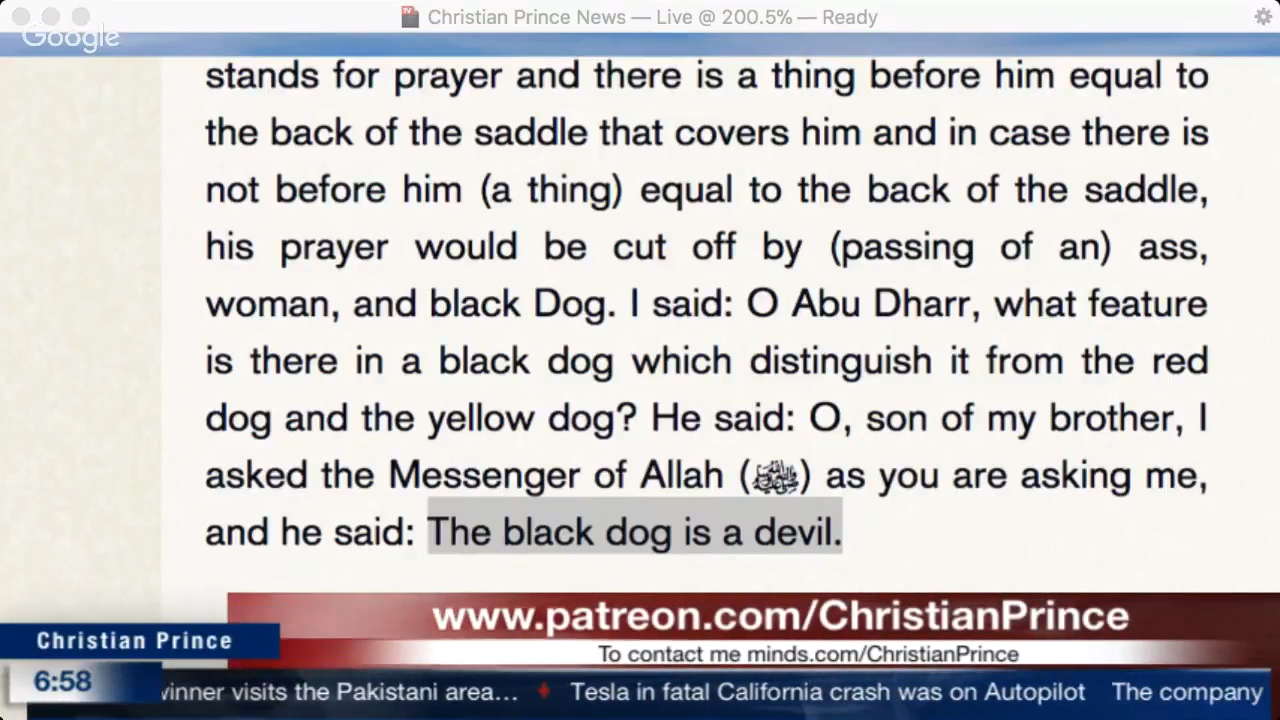 Christian Prince News — Live @ 200.5% — Ready
Google
stands for prayer and there is a thing before him equal to
the back of the saddle that covers him and in case there is
not before him (a thing) equal to the back of the saddle,
his prayer would be cut off by (passing of an) ass,
woman, and black Dog. I said: O Abu Dharr, what feature
is there in a black dog which distinguish it from the red
dog and the yellow dog? He said: O, son of my brother, I
asked the Messenger of Allah (ﷺ) as you are asking me,
and he said: The black dog is a devil.
www.patreon.com/ChristianPrince
Christian Prince
To contact me minds.com/ChristianPrince
6:58
visits the Pakistani area... Tesla in fatal California crash was on Autopilot The company